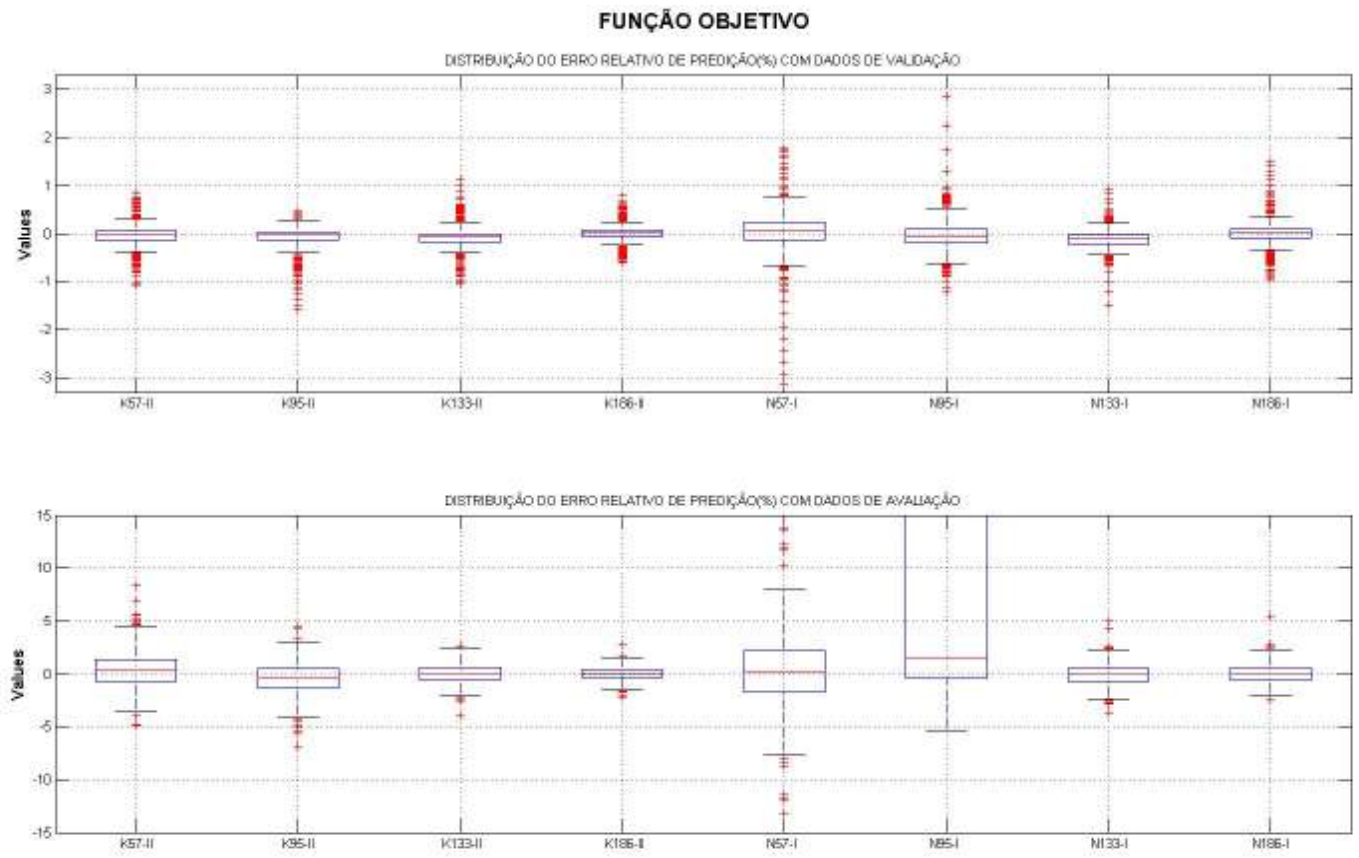 FUNÇÃO OBJETIVO
DISTRIBUIÇÃO DO ERRO RELATIVO DE PREDIÇÃO(%) COM DADOS DE VALIDAÇÃO
Values
3
2
1
0
-1
-2
-3
K57-II K95-II K133-II K186-II N57-I N95-I N133-I N186-I
DISTRIBUIÇÃO DO ERRO RELATIVO DE PREDIÇÃO(%) COM DADOS DE AVALIAÇÃO
Values
15
10
5
0
-5
-10
-15
K57-II K95-II K133-II K186-II N57-I N95-I N133-I N186-I